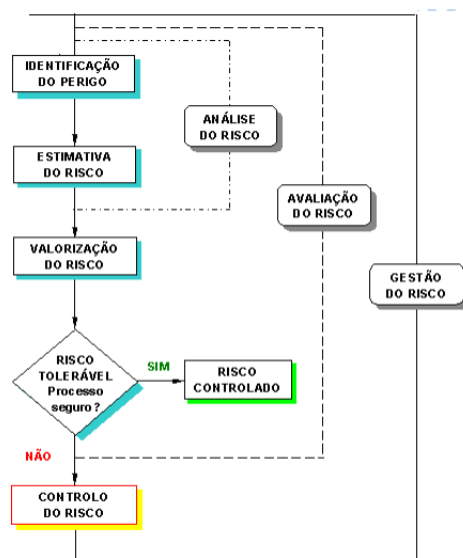 IDENTIFICAÇÃO
DO PERIGO
ANÁLISE
DO RISCO
ESTIMATIVA
DO RISCO
AVALIAÇÃO
DO RISCO
VALORIZAÇÃO
DO RISCO
GESTÃO
DO RISCO
RISCO
TOLERÁVEL
Processo
seguro?
SIM
RISCO
CONTROLADO
NÃO
CONTROLO
DO RISCO